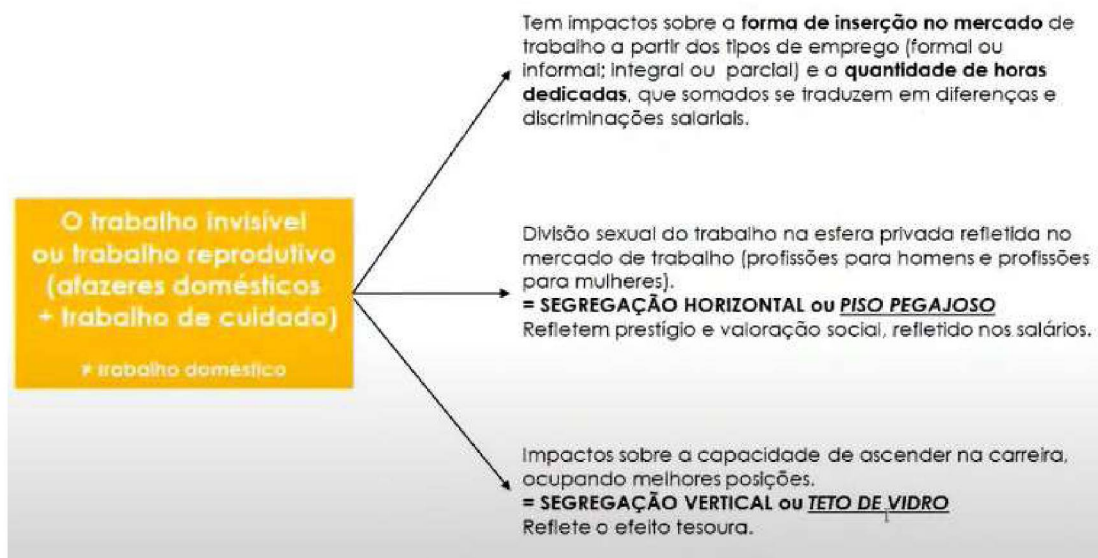 Tem impactos sobre a forma de inserção no mercado de
trabalho a partir dos tipos de emprego (formal ou
informal; integral ou parcial) e a quantidade de horas
dedicadas, que somados se traduzem em diferenças e
discriminações salariais.
O trabalho invisível
ou trabalho reprodutivo
(afazeres domésticos
+ trabalho de cuidado)
≠ trabalho doméstico
Divisão sexual do trabalho na esfera privada refletida no
mercado de trabalho (profissões para homens e profissões
para mulheres).
= SEGREGAÇÃO HORIZONTAL ou PISO PEGAJOSO
Refletem prestígio e valoração social, refletido nos salários.
Impactos sobre a capacidade de ascender na carreira,
ocupando melhores posições.
= SEGREGAÇÃO VERTICAL ou TETO DE VIDRO
Reflete o efeito tesoura.